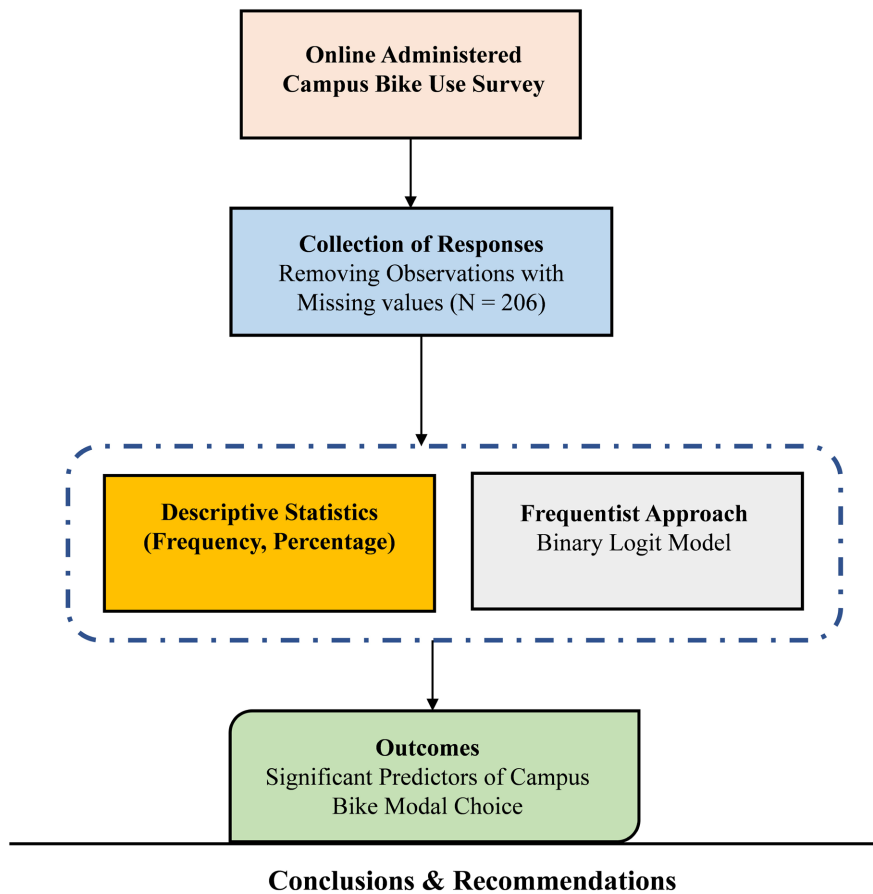 Online Administered
Campus Bike Use Survey
Collection of Responses
Removing Observations with
Missing values (N = 206)
Descriptive Statistics
(Frequency, Percentage)
Frequentist Approach
Binary Logit Model
Outcomes
Significant Predictors of Campus
Bike Modal Choice
Conclusions & Recommendations